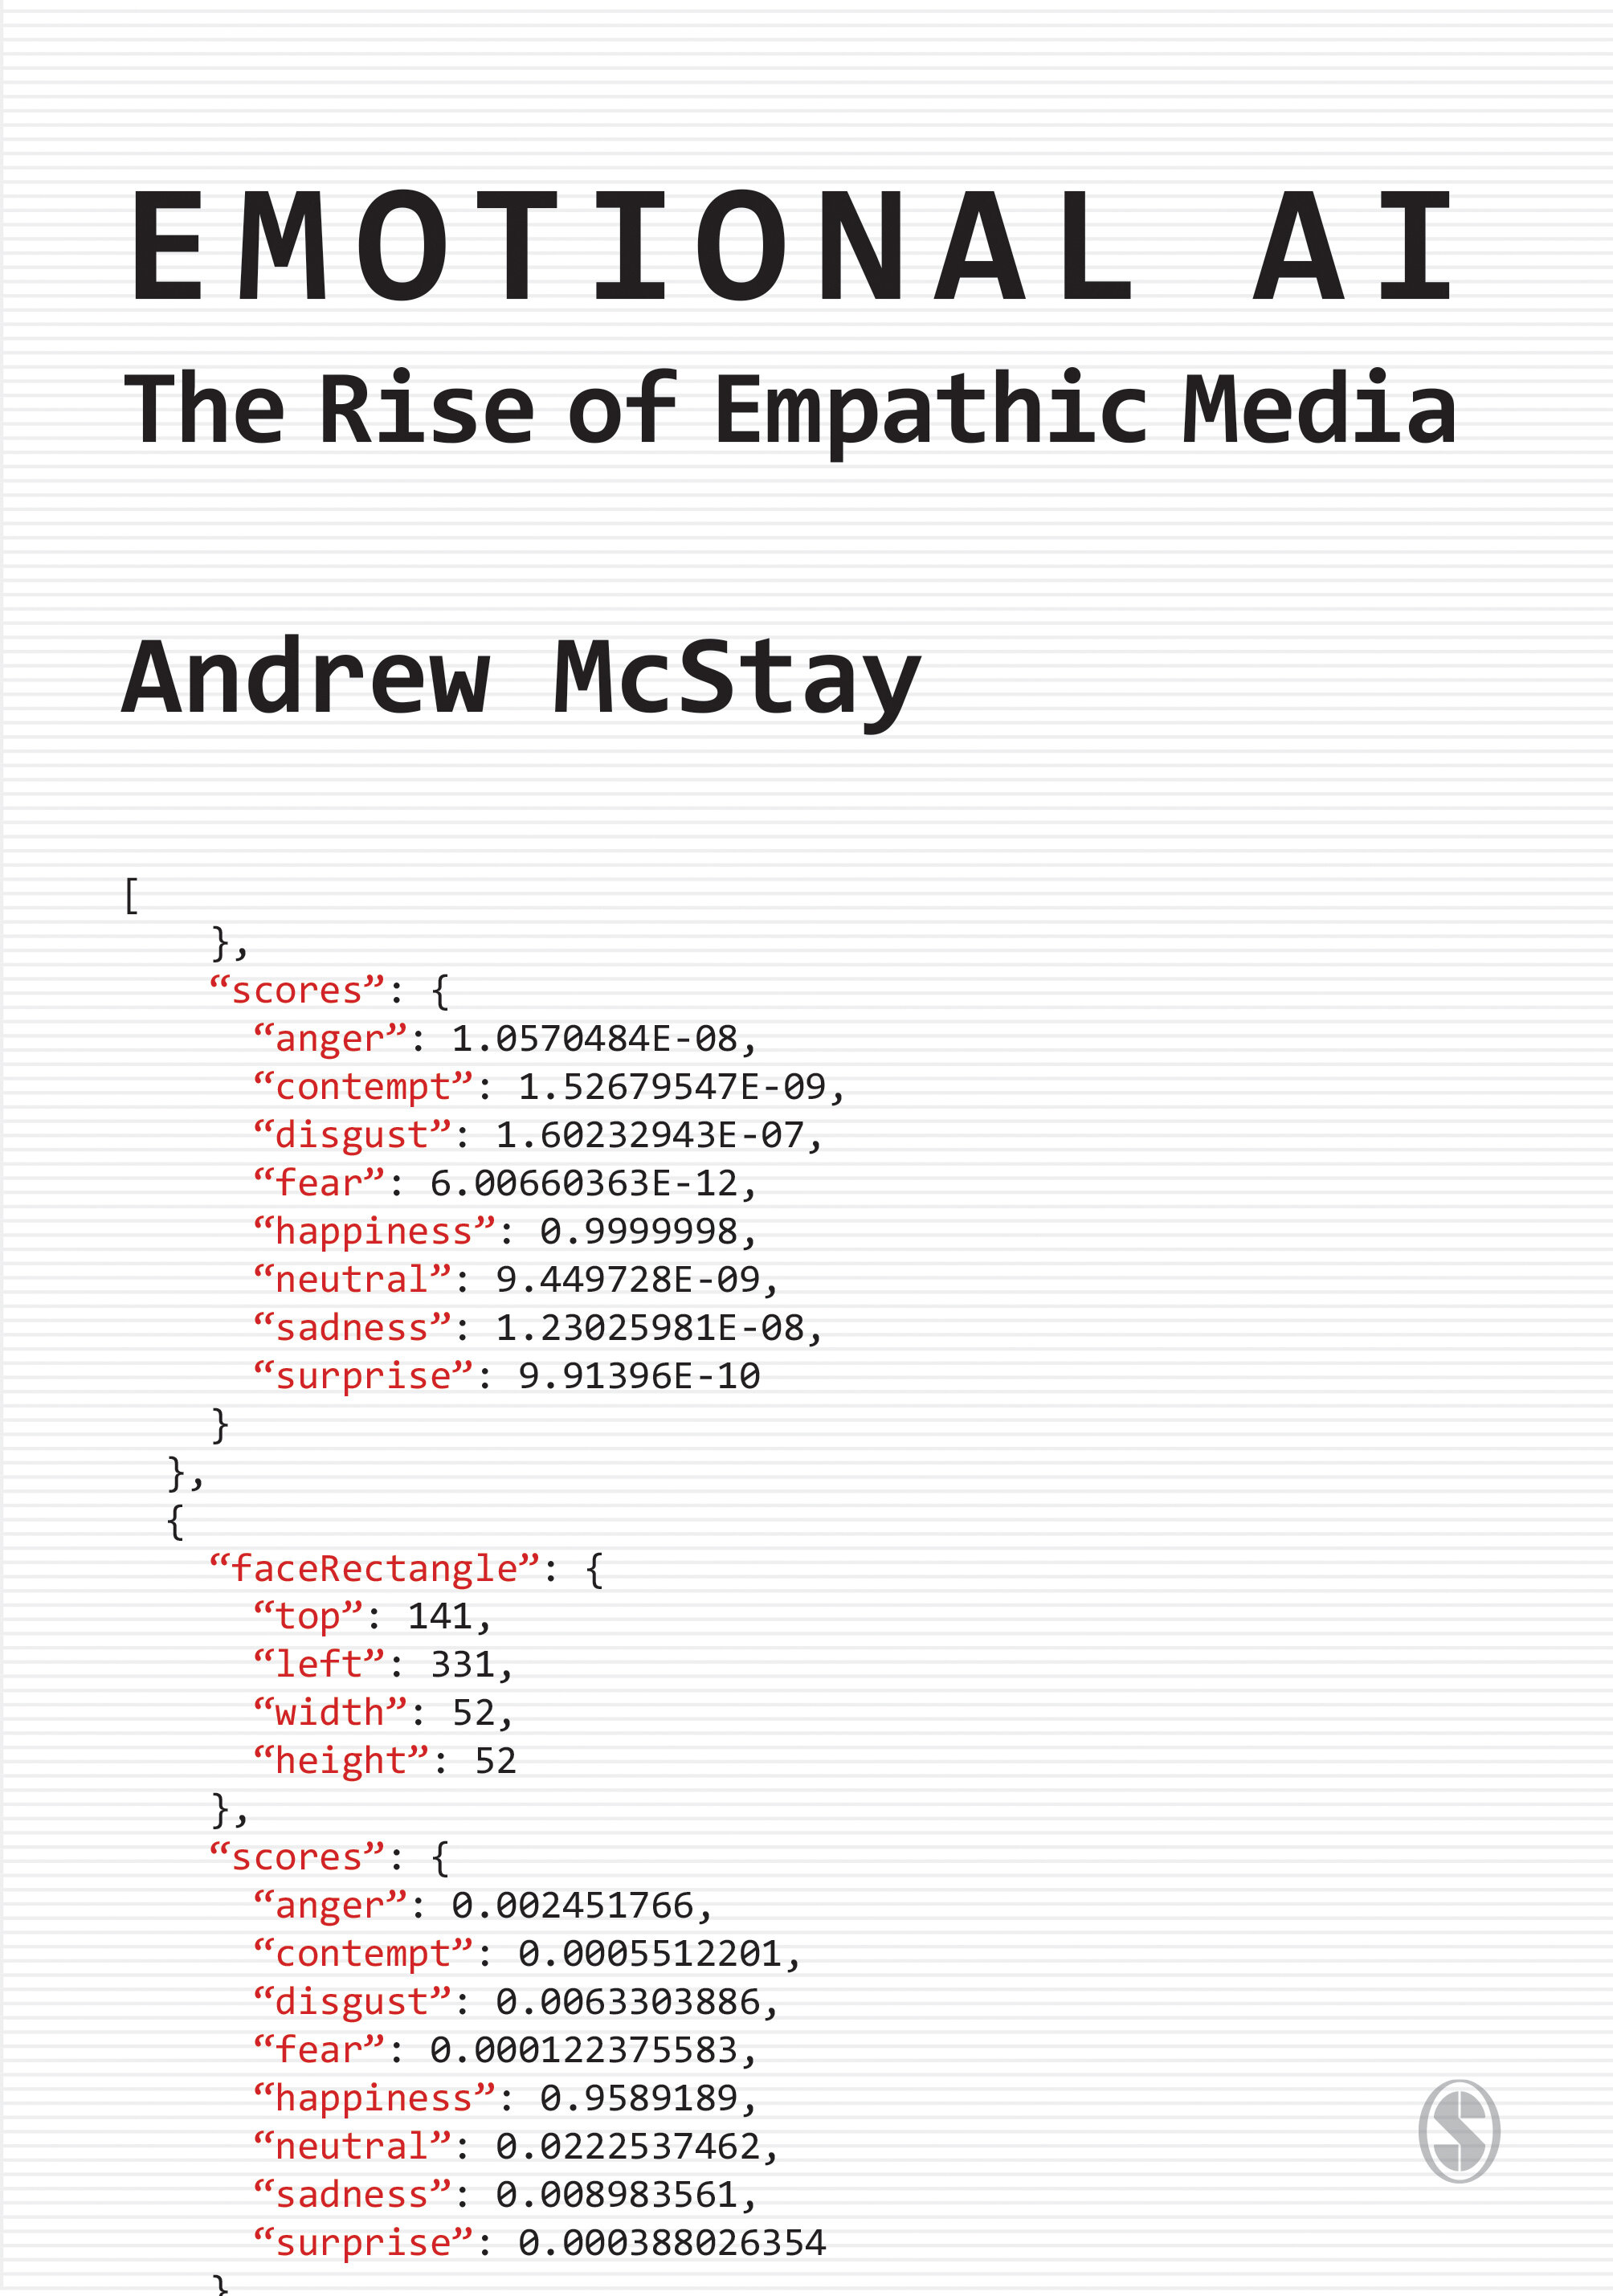 EMOTIONAL AI
The Rise of Empathic Media
Andrew McStay
[
    },
    “scores”: {
      “anger”: 1.0570484E-08,
      “contempt”: 1.52679547E-09,
      “disgust”: 1.60232943E-07,
      “fear”: 6.00660363E-12,
      “happiness”: 0.9999998,
      “neutral”: 9.449728E-09,
      “sadness”: 1.23025981E-08,
      “surprise”: 9.91396E-10
    }
  },
  {
    “faceRectangle”: {
      “top”: 141,
      “left”: 331,
      “width”: 52,
      “height”: 52
    },
    “scores”: {
      “anger”: 0.002451766,
      “contempt”: 0.0005512201,
      “disgust”: 0.0063303886,
      “fear”: 0.000122375583,
      “happiness”: 0.9589189,
      “neutral”: 0.0222537462,
      “sadness”: 0.008983561,
      “surprise”: 0.000388026354
    }
S